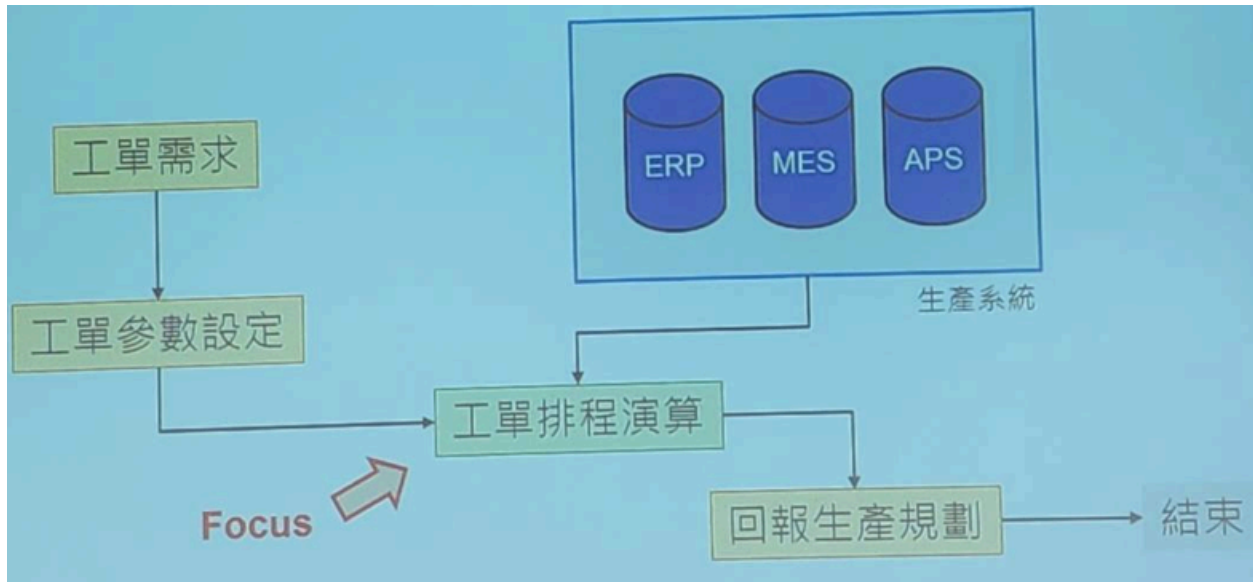 工單需求
ERP
MES
APS
生產系統
工單參數設定
工單排程演算
Focus
回報生產規劃
結束